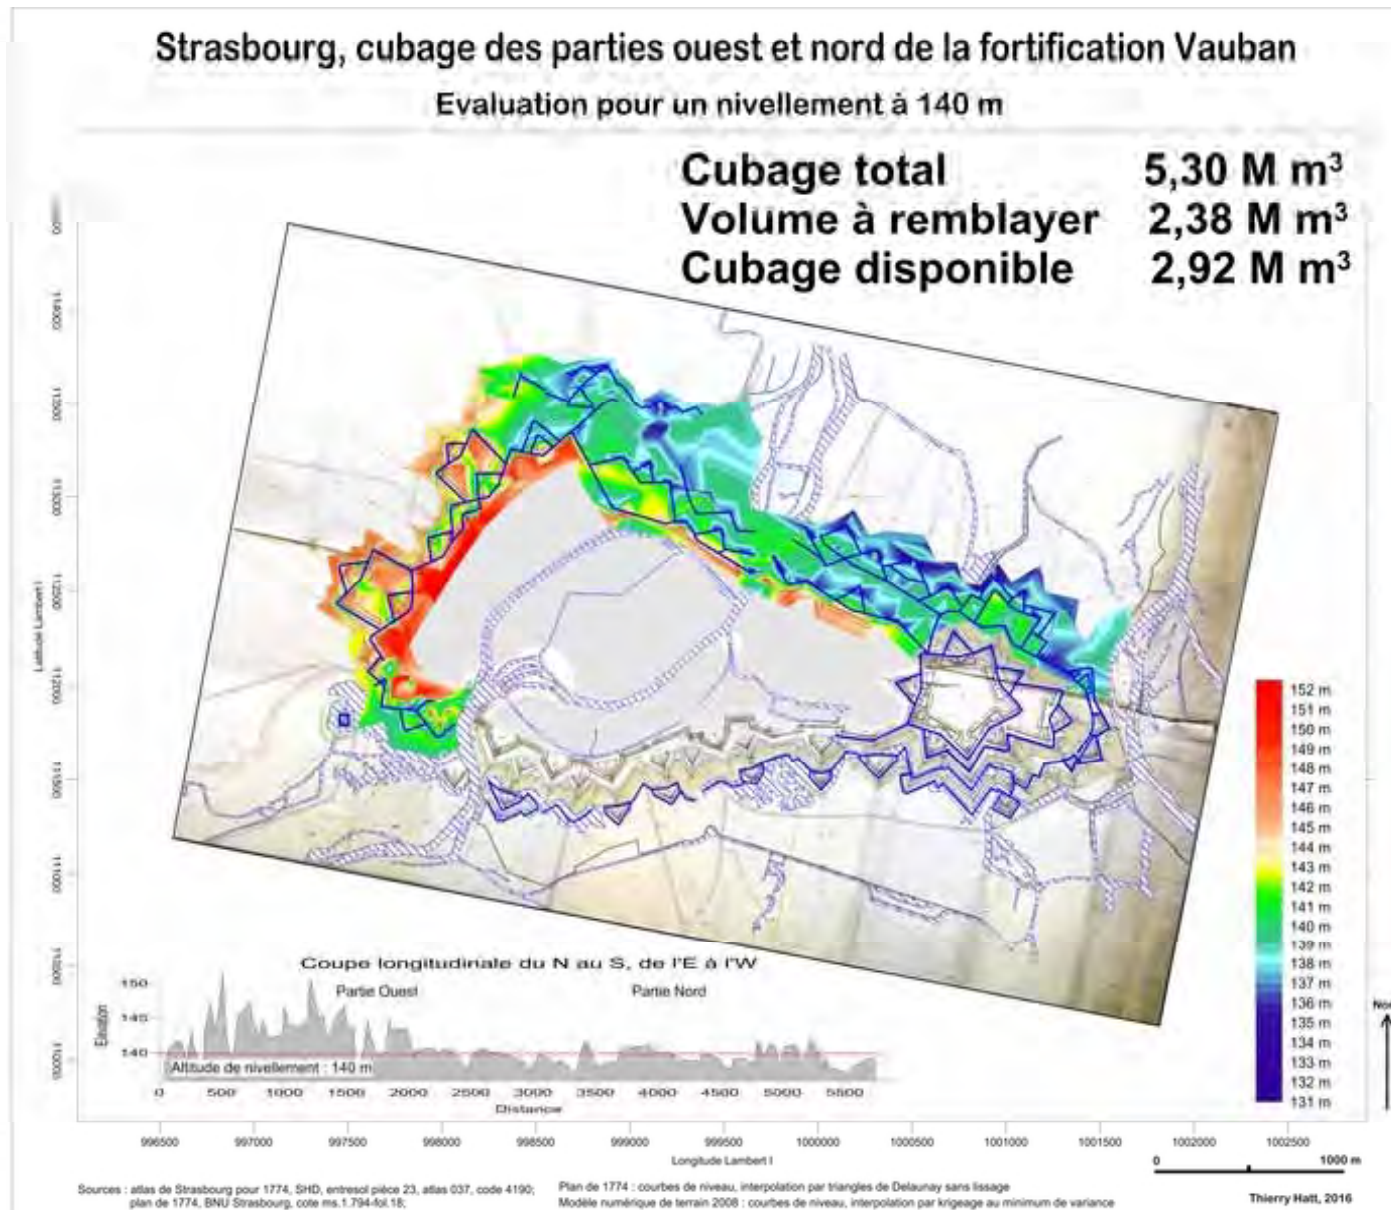 Strasbourg, cubage des parties ouest et nord de la fortification Vauban
Evaluation pour un nivellement à 140 m
Cubage total 5,30 M m³
Volume à remblayer 2,38 M m³
Cubage disponible 2,92 M m³
Latitude Lambert I
114000
113500
113000
112500
112000
111500
111000
152 m
151 m
150 m
149 m
148 m
147 m
146 m
145 m
144 m
143 m
142 m
141 m
140 m
139 m
138 m
137 m
136 m
135 m
134 m
133 m
132 m
131 m
Coupe longitudinale du N au S, de l'E à l'W
Partie Ouest Partie Nord
Elévation
150
145
140
Altitude de nivellement : 140 m
0 500 1000 1500 2000 2500 3000 3500 4000 4500 5000 5500
Distance
996500 997000 997500 998000 998500 999000 999500 1000000 1000500 1001000 1001500 1002000 1002500
Longitude Lambert I
0 1000 m
Sources : atlas de Strasbourg pour 1774, SHD, entresol pièce 23, atlas 037, code 4190;
plan de 1774, BNU Strasbourg, cote ms.1.794-fol.18;
Plan de 1774 : courbes de niveau, interpolation par triangles de Delaunay sans lissage
Modèle numérique de terrain 2008 : courbes de niveau, interpolation par krigeage au minimum de variance
Thierry Hatt, 2016